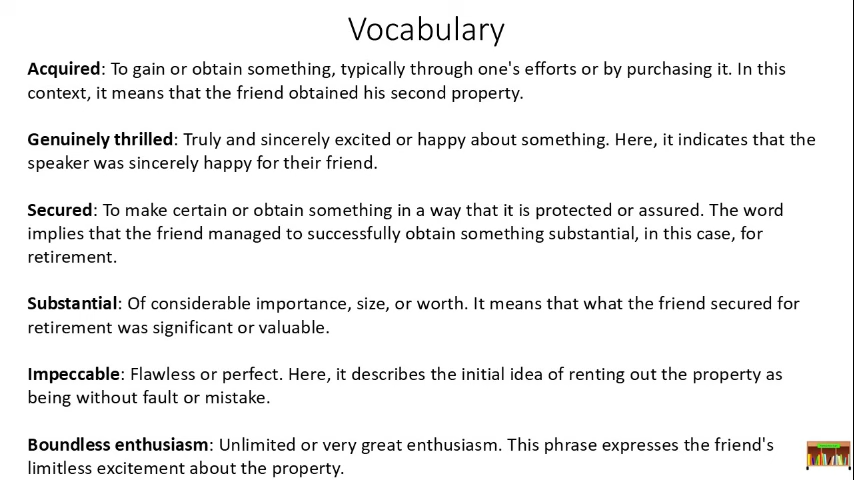 Vocabulary
Acquired: To gain or obtain something, typically through one's efforts or by purchasing it. In this
context, it means that the friend obtained his second property.
Genuinely thrilled: Truly and sincerely excited or happy about something. Here, it indicates that the
speaker was sincerely happy for their friend.
Secured: To make certain or obtain something in a way that it is protected or assured. The word
implies that the friend managed to successfully obtain something substantial, in this case, for
retirement.
Substantial: Of considerable importance, size, or worth. It means that what the friend secured for
retirement was significant or valuable.
Impeccable: Flawless or perfect. Here, it describes the initial idea of renting out the property as
being without fault or mistake.
Boundless enthusiasm: Unlimited or very great enthusiasm. This phrase expresses the friend's
limitless excitement about the property.